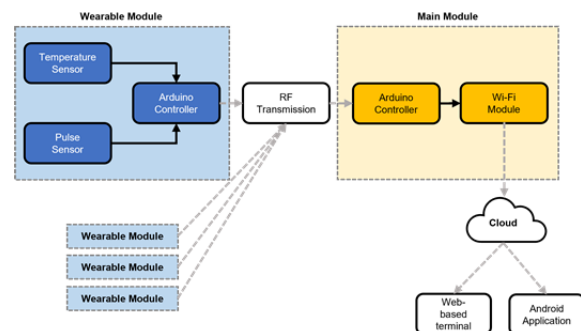 Wearable Module
Main Module
Temperature
Sensor
Arduino
Controller
Pulse
Sensor
RF
Transmission
Arduino
Controller
Wi-Fi
Module
Wearable Module
Wearable Module
Wearable Module
Cloud
Web-
based
terminal
Android
Application